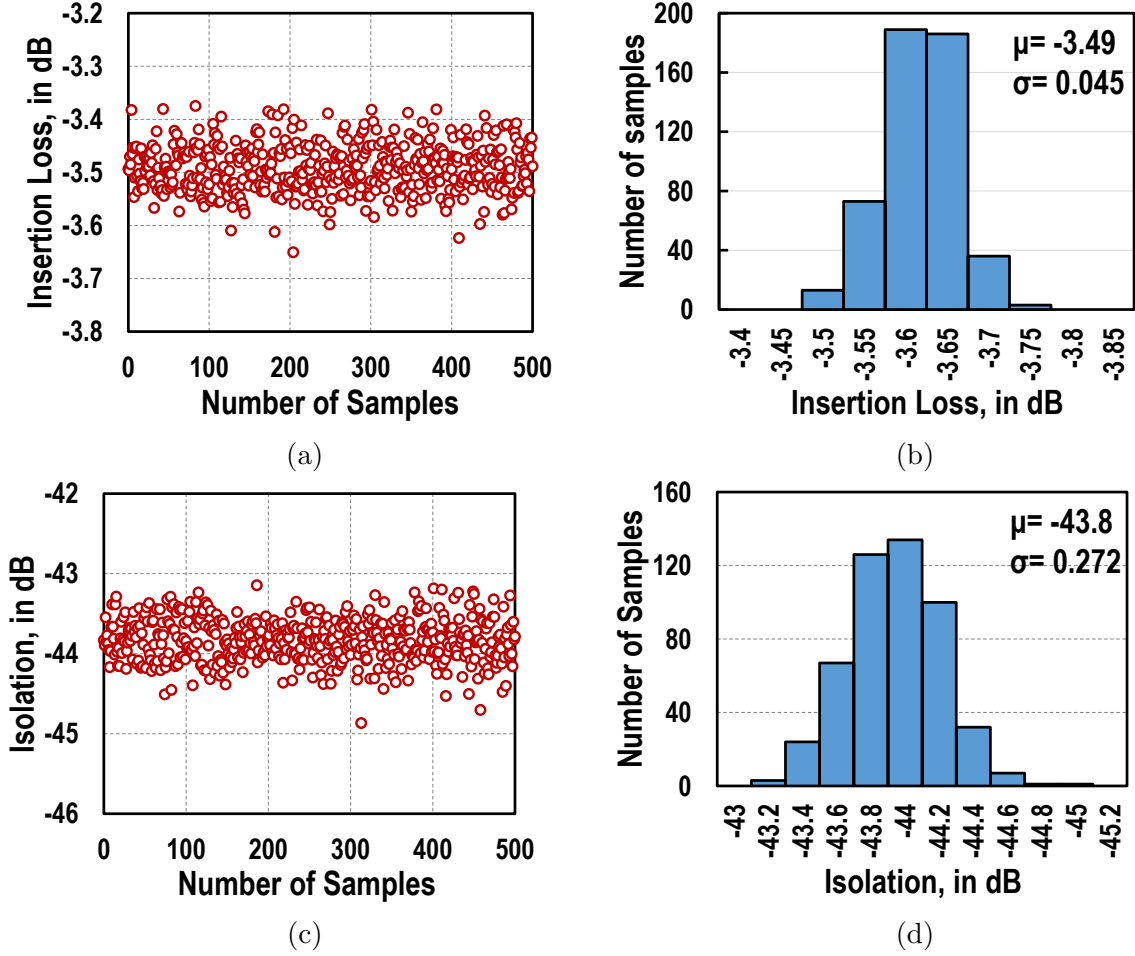 -3.2
-3.3
-3.4
-3.5
-3.6
-3.7
-3.8
0 100 200 300 400 500
Insertion Loss, in dB
Number of Samples
(a)
200
160
120
80
40
0
μ= -3.49
σ= 0.045
-3.4 -3.45 -3.5 -3.55 -3.6 -3.65 -3.7 -3.75 -3.8 -3.85
Number of samples
Insertion Loss, in dB
(b)
-42
-43
-44
-45
-46
0 100 200 300 400 500
Isolation, in dB
Number of Samples
(c)
160
120
80
40
0
μ= -43.8
σ= 0.272
-43 -43.2 -43.4 -43.6 -43.8 -44 -44.2 -44.4 -44.6 -44.8 -45 -45.2
Number of Samples
Isolation, in dB
(d)